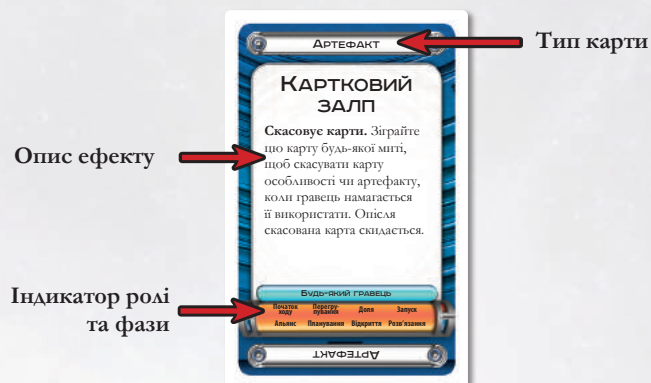 Артефакт
Тип карти
Картковий
залп
Скасовує карти. Зіграйте
цю карту будь-якої миті,
щоб скасувати карту
особливості чи артефакту,
коли гравець намагається
її використати. Опісля
скасована карта скидається.
Опис ефекту
Будь-який гравець
Індикатор ролі
та фази
Початок
ходу
Перегру-
пування
Доля
Запуск
Альянс
Планування
Відкриття
Розв'язання
Артефакт